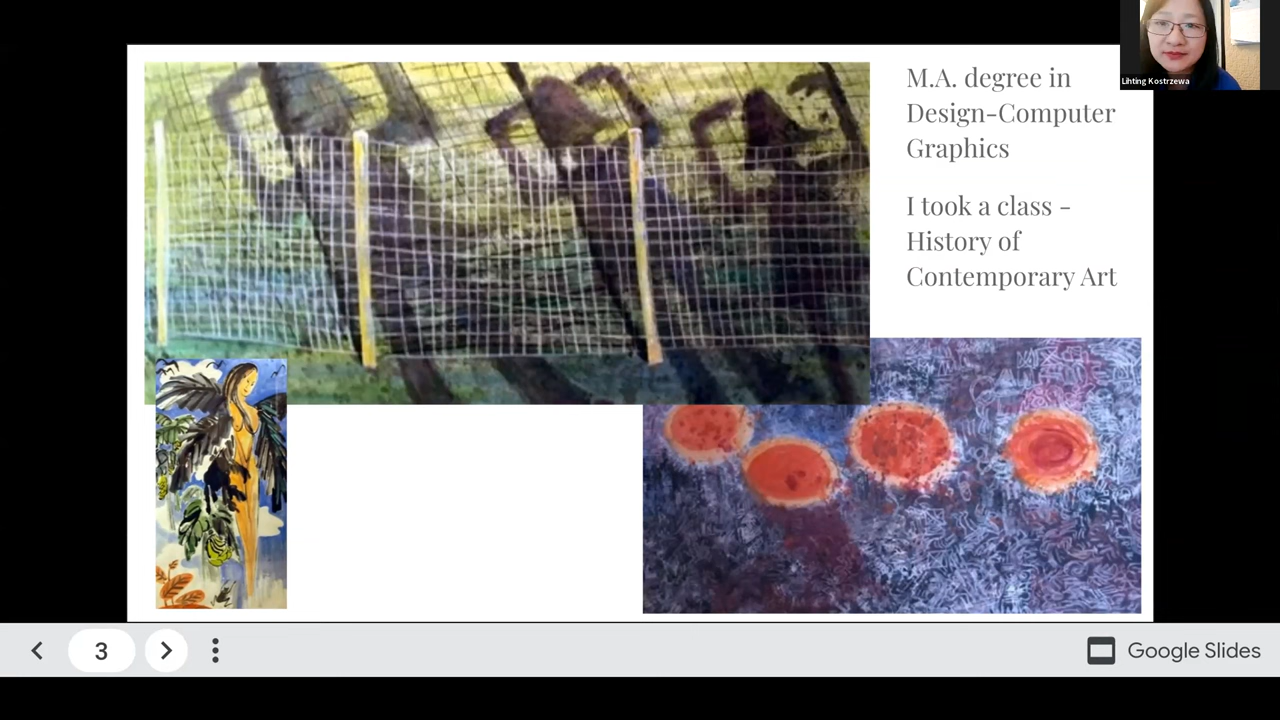 Lihting Kostrzewa
M.A. degree in
Design-Computer
Graphics
I took a class -
History of
Contemporary Art
3
Google Slides